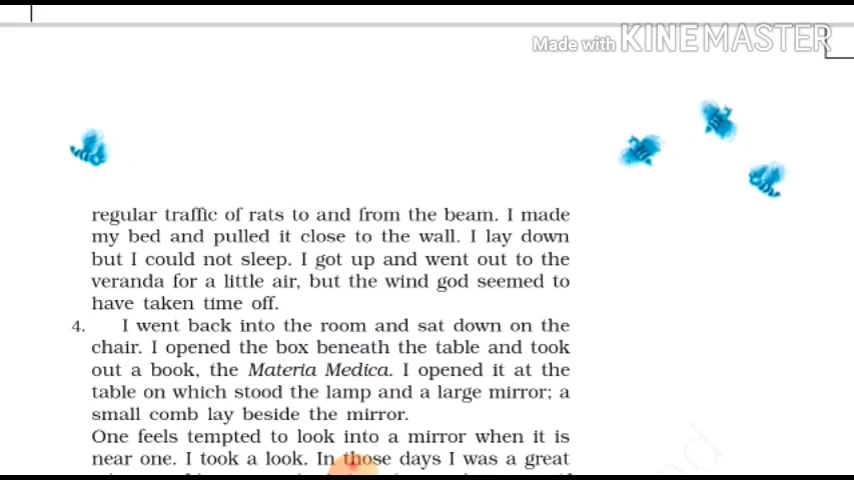 Made with KINEMASTER
regular traffic of rats to and from the beam. I made
my bed and pulled it close to the wall. I lay down
but I could not sleep. I got up and went out to the
veranda for a little air, but the wind god seemed to
have taken time off.
4. I went back into the room and sat down on the
chair. I opened the box beneath the table and took
out a book, the Materia Medica. I opened it at the
table on which stood the lamp and a large mirror; a
small comb lay beside the mirror.
One feels tempted to look into a mirror when it is
near one. I took a look. In those days I was a great